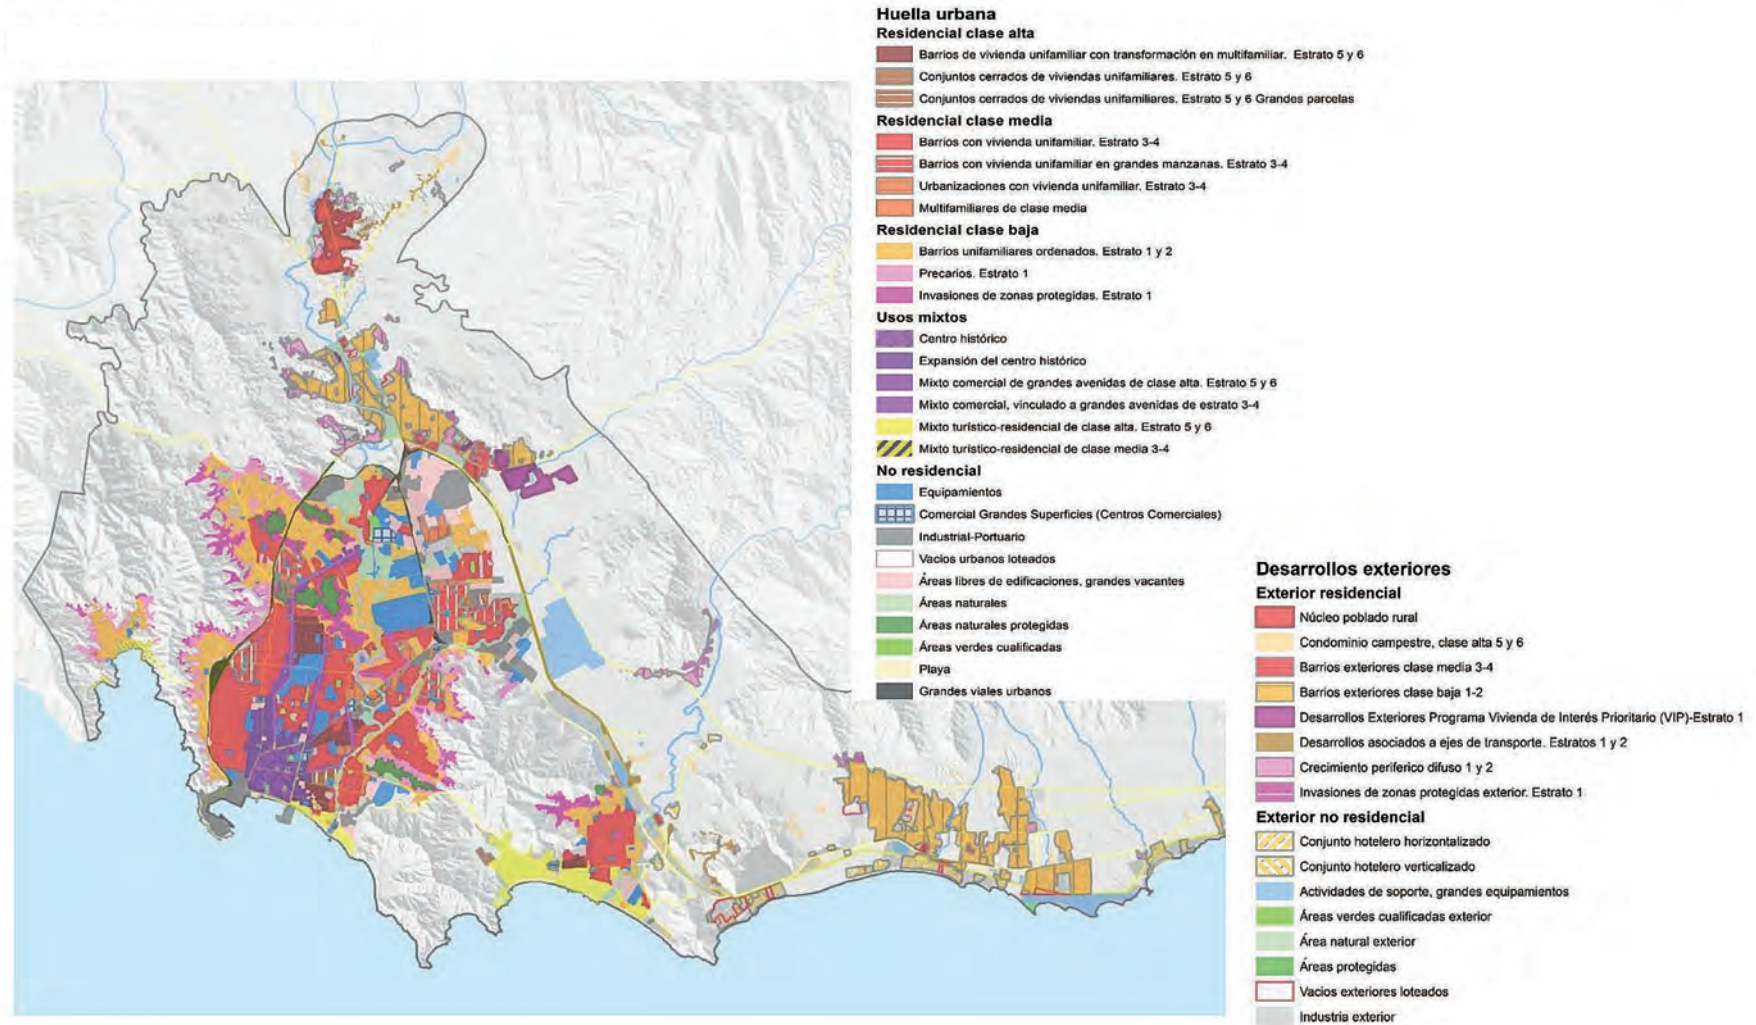 Huella urbana
Residencial clase alta
Barrios de vivienda unifamiliar con transformación en multifamiliar. Estrato 5 y 6
Conjuntos cerrados de viviendas unifamiliares. Estrato 5 y 6
Conjuntos cerrados de viviendas unifamiliares. Estrato 5 y 6 Grandes parcelas
Residencial clase media
Barrios con vivienda unifamiliar. Estrato 3-4
Barrios con vivienda unifamiliar en grandes manzanas. Estrato 3-4
Urbanizaciones con vivienda unifamiliar. Estrato 3-4
Multifamiliares de clase media
Residencial clase baja
Barrios unifamiliares ordenados. Estrato 1 y 2
Precarios. Estrato 1
Invasiones de zonas protegidas. Estrato 1
Usos mixtos
Centro histórico
Expansión del centro histórico
Mixto comercial de grandes avenidas de clase alta. Estrato 5 y 6
Mixto comercial, vinculado a grandes avenidas de estrato 3-4
Mixto turístico-residencial de clase alta. Estrato 5 y 6
Mixto turístico-residencial de clase media 3-4
No residencial
Equipamientos
Comercial Grandes Superficies (Centros Comerciales)
Industrial-Portuario
Vacios urbanos loteados
Áreas libres de edificaciones, grandes vacantes
Áreas naturales
Áreas naturales protegidas
Áreas verdes cualificadas
Playa
Grandes viales urbanos
Desarrollos exteriores
Exterior residencial
Núcleo poblado rural
Condominio campestre, clase alta 5 y 6
Barrios exteriores clase media 3-4
Barrios exteriores clase baja 1-2
Desarrollos Exteriores Programa Vivienda de Interés Prioritario (VIP)-Estrato 1
Desarrollos asociados a ejes de transporte. Estratos 1 y 2
Crecimiento periferico difuso 1 y 2
Invasiones de zonas protegidas exterior. Estrato 1
Exterior no residencial
Conjunto hotelero horizontalizado
Conjunto hotelero verticalizado
Actividades de soporte, grandes equipamientos
Áreas verdes cualificadas exterior
Área natural exterior
Áreas protegidas
Vacios exteriores loteados
Industria exterior